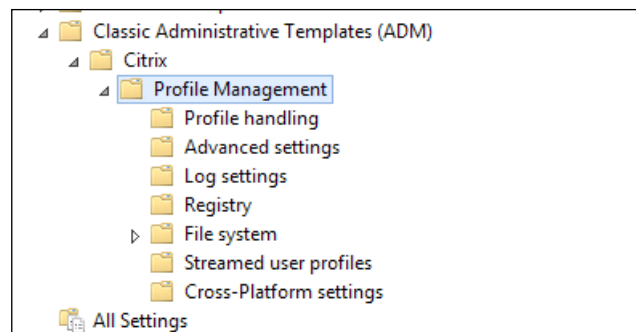 Classic Administrative Templates (ADM)
Citrix
Profile Management
Profile handling
Advanced settings
Log settings
Registry
File system
Streamed user profiles
Cross-Platform settings
All Settings